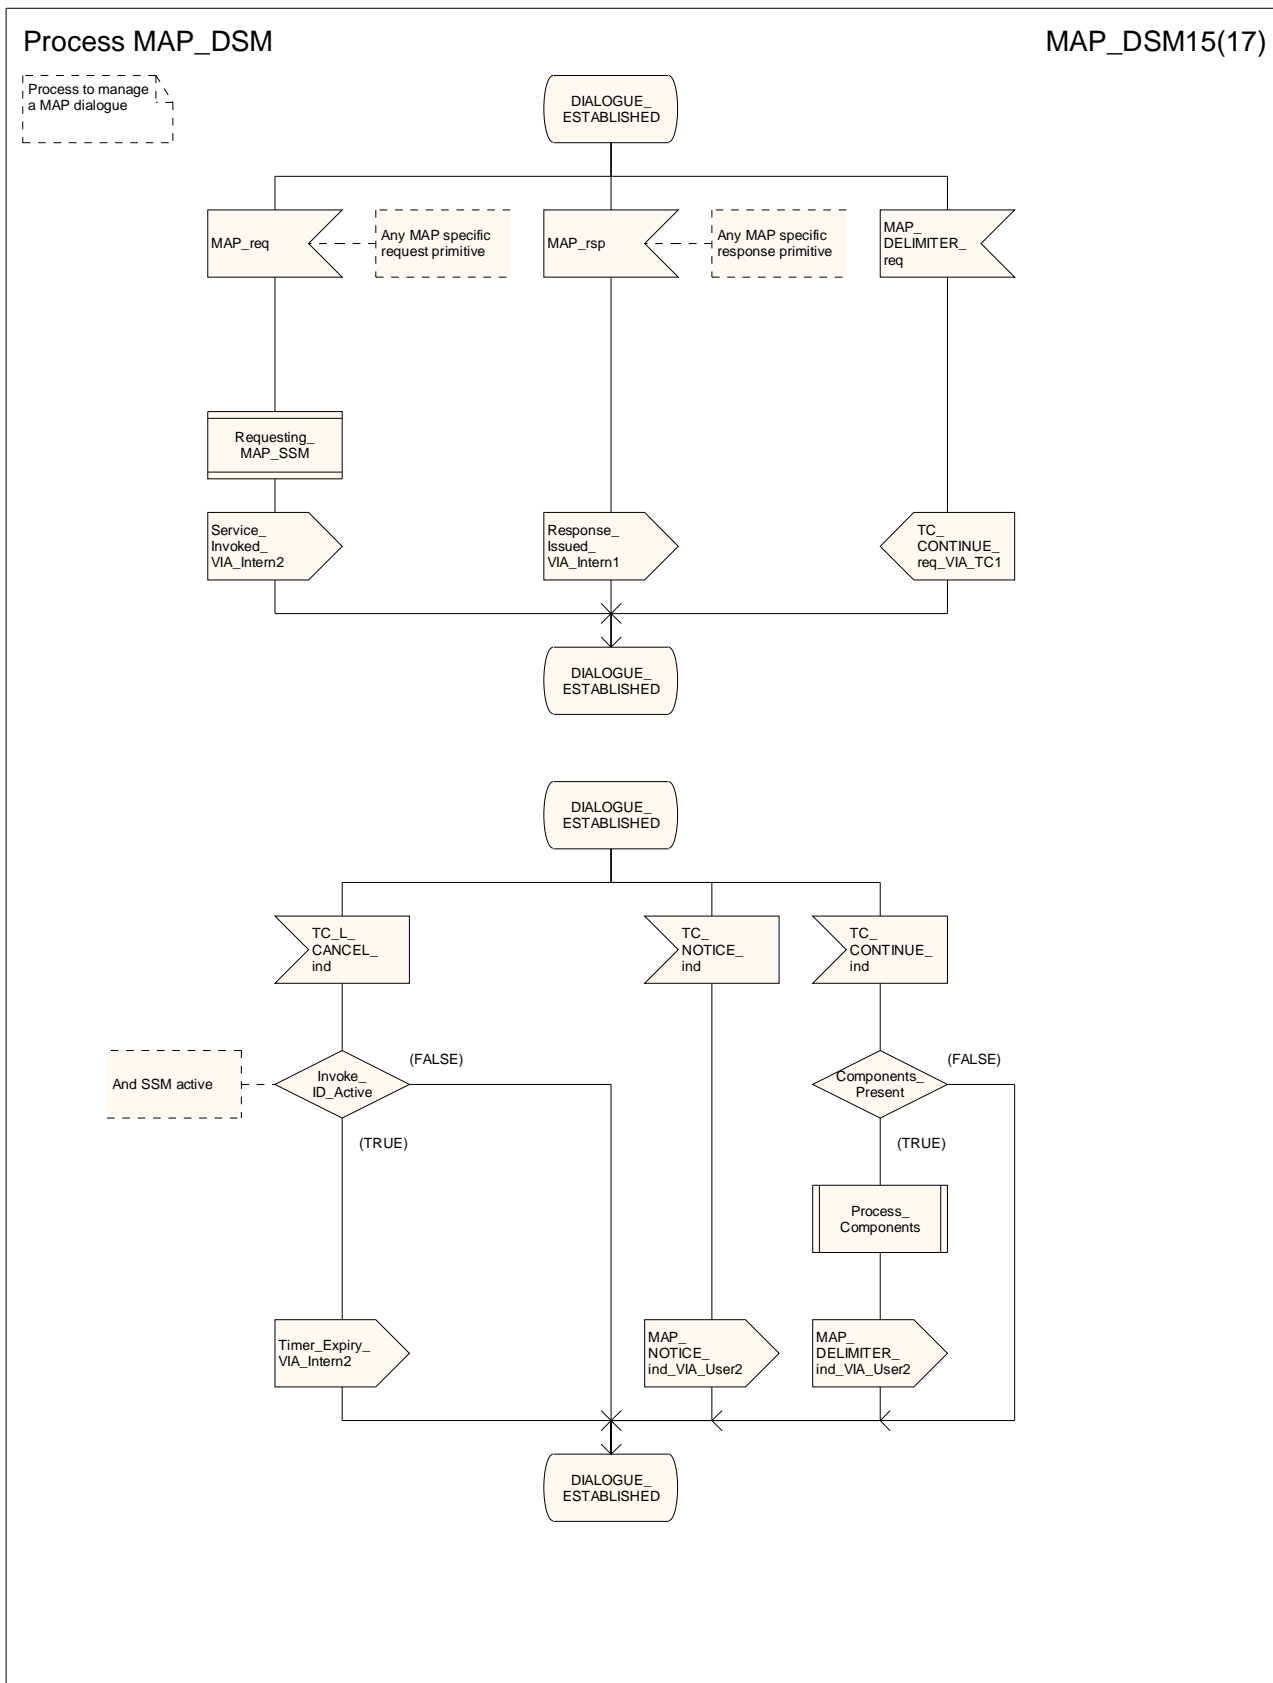 Process MAP_DSM
MAP_DSM15(17)
Process to manage
a MAP dialogue
DIALOGUE_
ESTABLISHED
MAP_req
Any MAP specific
request primitive
MAP_rsp
Any MAP specific
response primitive
MAP_
DELIMITER_
req
Requesting_
MAP_SSM
Service_
Invoked_
VIA_Intern2
Response_
Issued_
VIA_Intern1
TC_
CONTINUE_
req_VIA_TC1
DIALOGUE_
ESTABLISHED
DIALOGUE_
ESTABLISHED
TC_L_
CANCEL_
ind
TC_
NOTICE_
ind
TC_
CONTINUE_
ind
And SSM active
Invoke_
ID_Active
(FALSE)
(TRUE)
Components_
Present
(FALSE)
(TRUE)
Process_
Components
Timer_Expiry_
VIA_Intern2
MAP_
NOTICE_
ind_VIA_User2
MAP_
DELIMITER_
ind_VIA_User2
DIALOGUE_
ESTABLISHED